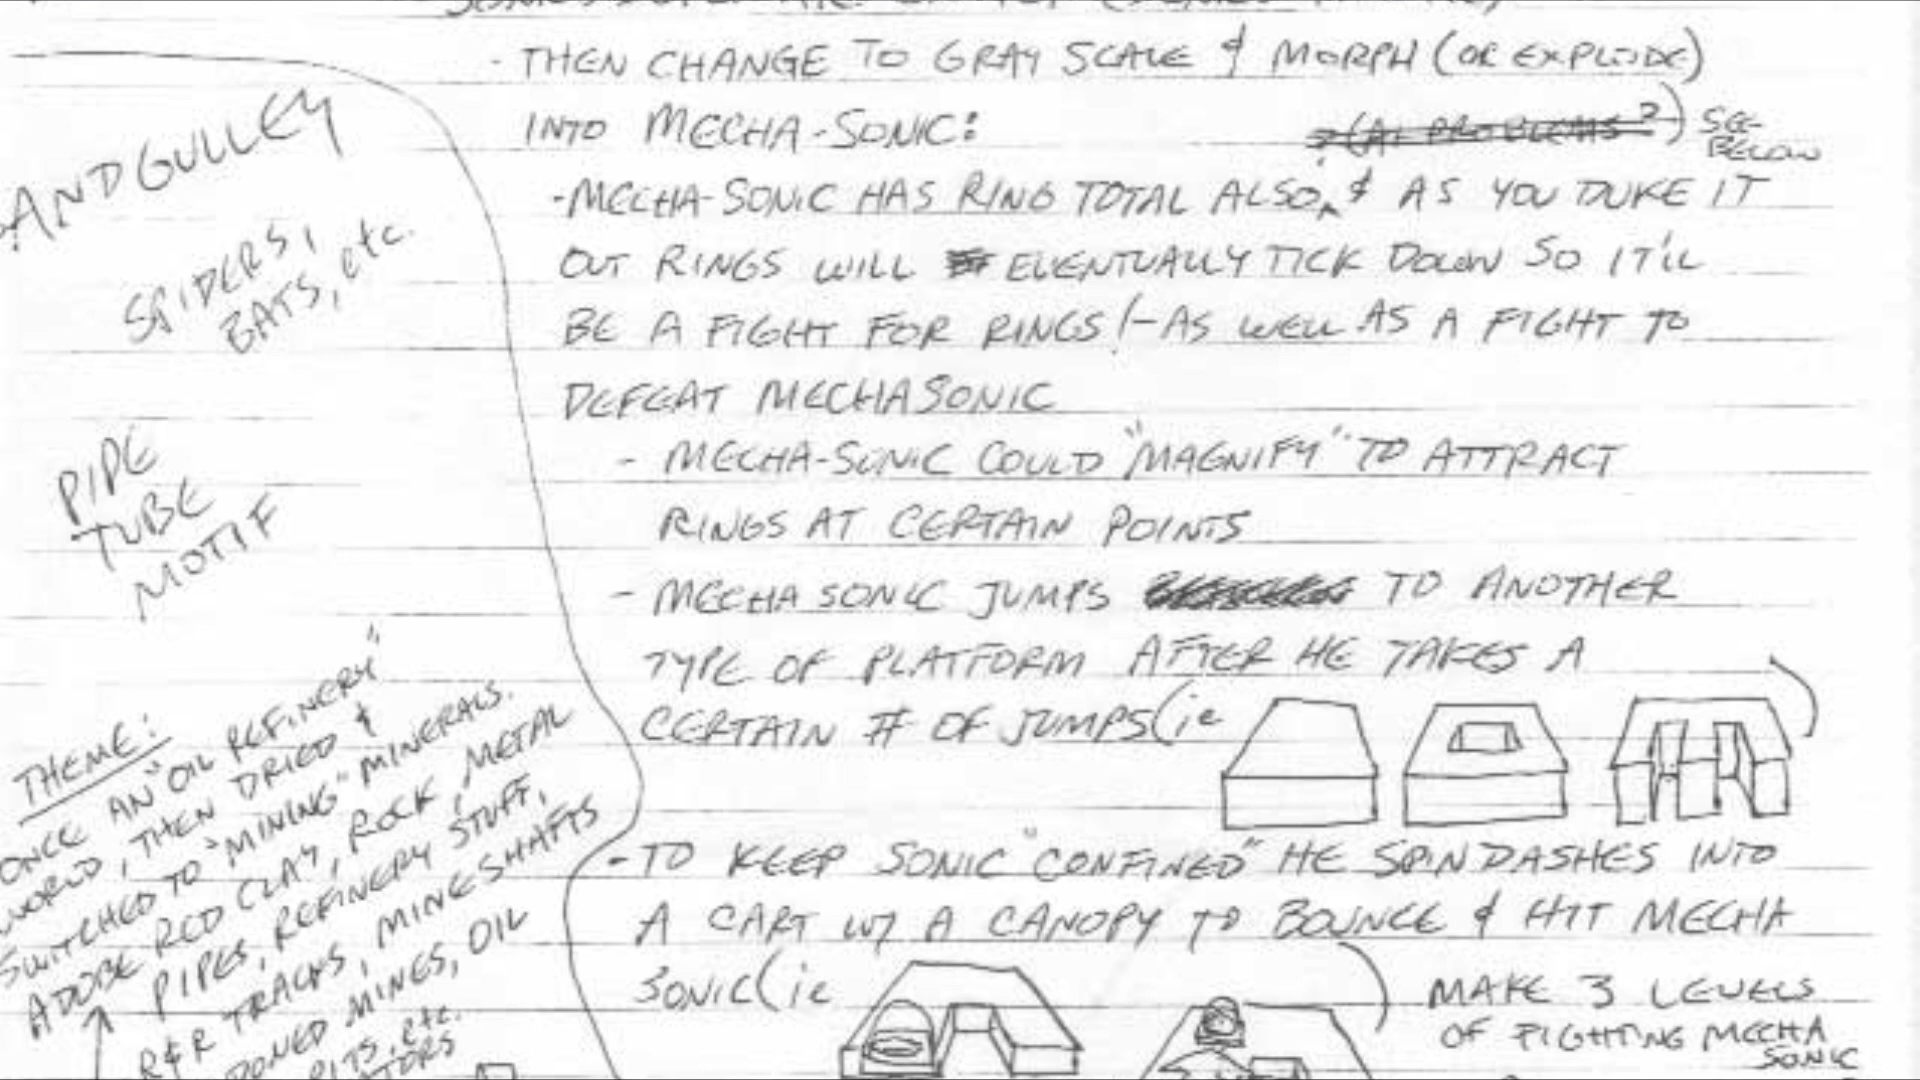 - THEN CHANGE TO GRAY SCALE & MORPH (OR EXPLODE)
INTO MECHA-SONIC:
SEE
BELOW
- MECHA-SONIC HAS RING TOTAL ALSO, & AS YOU DUKE IT
OUT RINGS WILL EVENTUALLY TICK DOWN SO IT'LL
BE A FIGHT FOR RINGS! - AS WELL AS A FIGHT TO
DEFEAT MECHASONIC
- MECHA-SONIC COULD "MAGNIFY" TO ATTRACT
RINGS AT CERTAIN POINTS
- MECHA SONIC JUMPS TO ANOTHER
TYPE OF PLATFORM AFTER HE TAKES A
CERTAIN # OF JUMPS (ie
- TO KEEP SONIC "CONFINED" HE SPINDASHES INTO
A CART W/ A CANOPY TO BOUNCE & HIT MECHA
SONIC (ie
MAKE 3 LEVELS
OF FIGHTING MECHA
SONIC
ANDGULLEY
SPIDERS,
BATS, etc.
PIPE
TUBE
MOTIF
THEME:
ONCE AN "OIL REFINERY"
WORLD, THEN DRIED &
SWITCHED TO "MINING" MINERALS.
ADOBE RED CLAY, ROCK, METAL
PIPES, REFINERY STUFF,
R&R TRACKS, MINE SHAFTS
DONED MINES, OIL
PITS, etc.